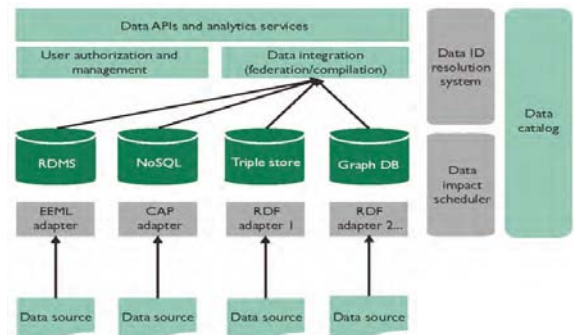 Data APIs and analytics services
User authorization and
management
Data integration
(federation/compilation)
Data ID
resolution
system
Data
catalog
RDMS
NoSQL
Triple store
Graph DB
Data
impact
scheduler
EEML
adapter
CAP
adapter
RDF
adapter 1
RDF
adapter 2...
Data source
Data source
Data source
Data source